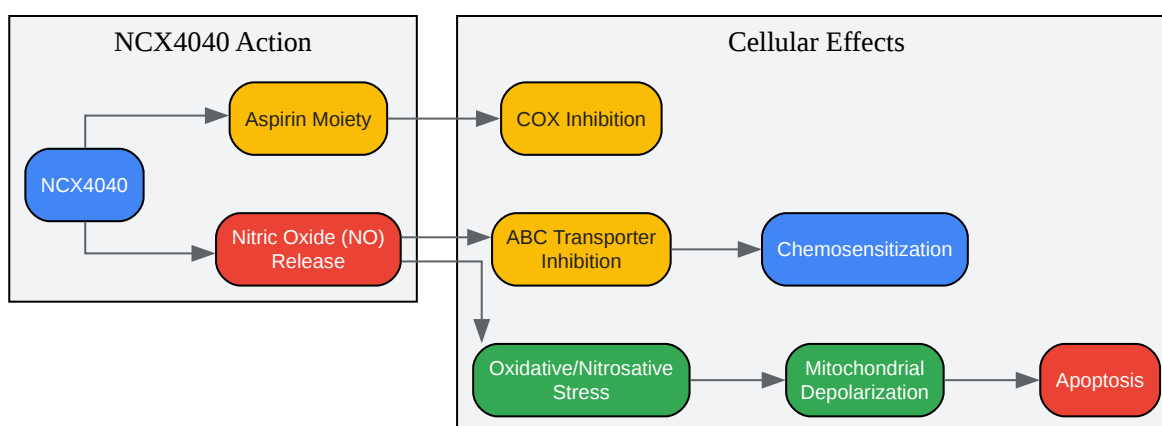 NCX4040 Action
Cellular Effects
Aspirin Moiety
COX Inhibition
NCX4040
Nitric Oxide (NO)
Release
ABC Transporter
Inhibition
Chemosensitization
Oxidative/Nitrosative
Stress
Mitochondrial
Depolarization
Apoptosis